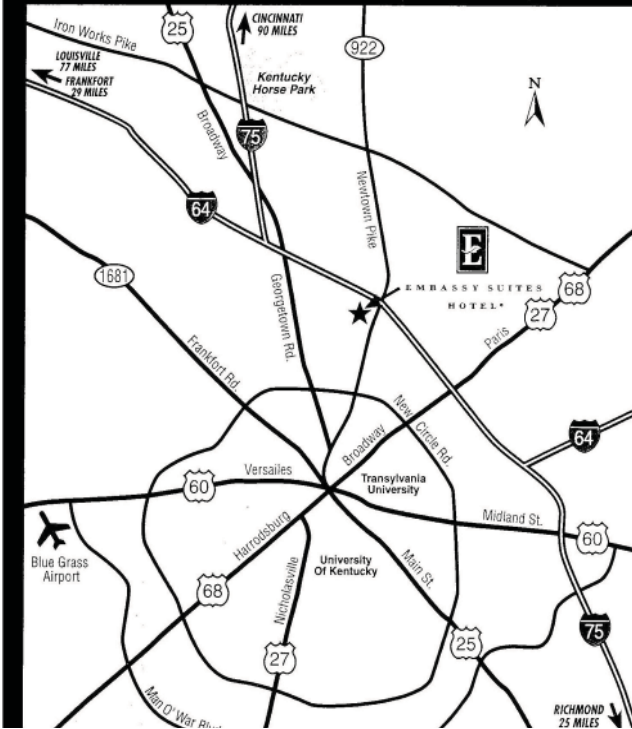 25
CINCINNATI
90 MILES
Iron Works Pike
922
LOUISVILLE
77 MILES
FRANKFORT
29 MILES
Kentucky
Horse Park
N
Broadway
75
Newtown Pike
64
E
EMBASSY SUITES
HOTEL
1681
Georgetown Rd.
68
27
Paris
Frankfort Rd.
New Circle Rd.
Broadway
64
Versailes
60
Transylvania
University
Midland St.
60
Harrodsburg
Blue Grass
Airport
University
Of Kentucky
Main St.
68
Nicholasville
27
25
75
Man O' War Blvd.
RICHMOND
25 MILES